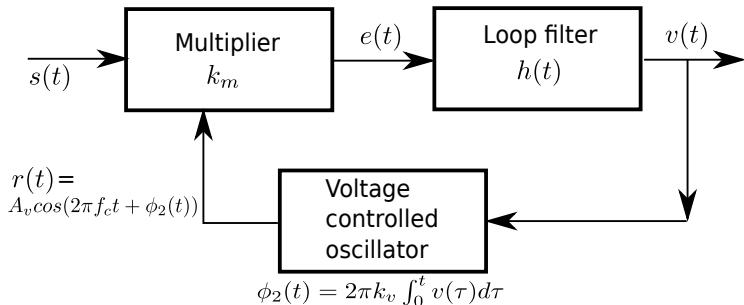 Multiplier
k_m
e(t)
Loop filter
h(t)
v(t)
s(t)
r(t) =
A_v cos(2πf_c t + ϕ_2(t))
Voltage
controlled
oscillator
ϕ_2(t) = 2πk_v ∫_0^t v(τ)dτ